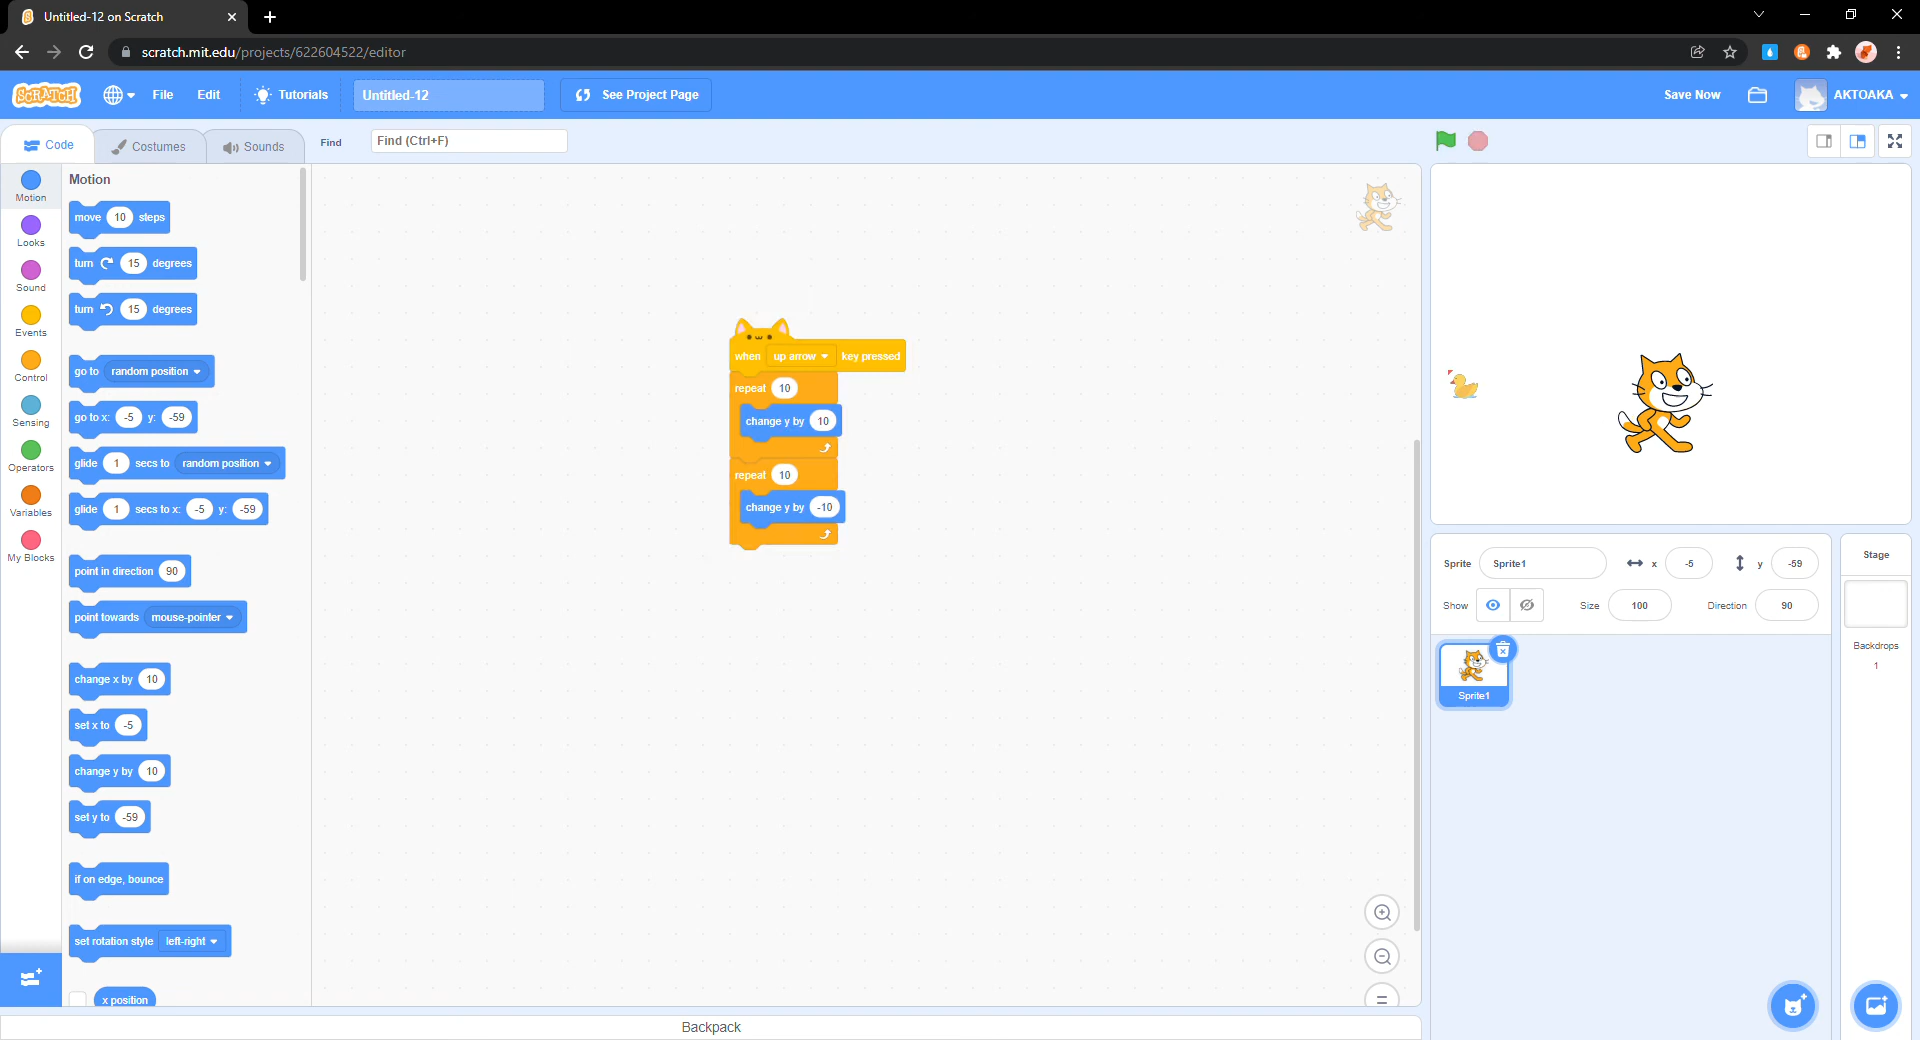 Untitled-12 on Scratch
scratch.mit.edu/projects/622604522/editor
SCRATCH
File
Edit
Tutorials
Untitled-12
See Project Page
Save Now
AKTOAKA
Code
Costumes
Sounds
Find
Find (Ctrl+F)
Motion
Looks
Sound
Events
Control
Sensing
Operators
Variables
My Blocks
Motion
move 10 steps
turn 15 degrees
turn 15 degrees
go to random position
go to x: -5 y: -59
glide 1 secs to random position
glide 1 secs to x: -5 y: -59
point in direction 90
point towards mouse-pointer
change x by 10
set x to -5
change y by 10
set y to -59
if on edge, bounce
set rotation style left-right
x position
when up arrow key pressed
repeat 10
change y by 10
repeat 10
change y by -10
Backpack
Sprite Sprite1 x -5 y -59
Show Size 100 Direction 90
Sprite1
Stage
Backdrops
1